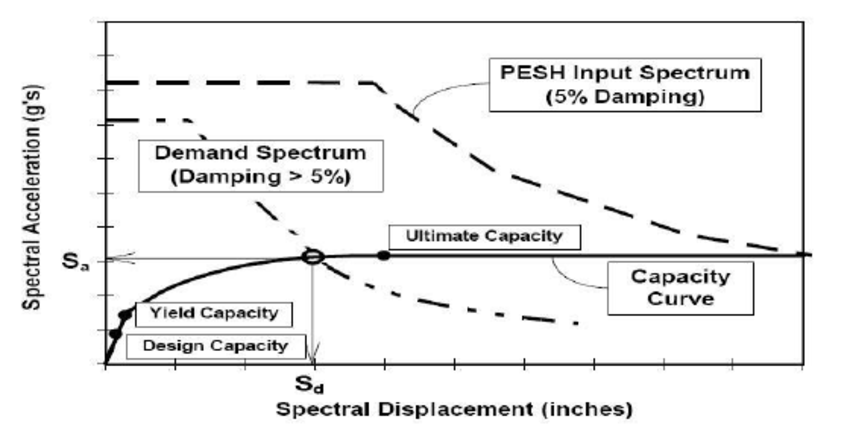 PESH Input Spectrum
(5% Damping)
Demand Spectrum
(Damping > 5%)
Ultimate Capacity
Capacity
Curve
Yield Capacity
Design Capacity
Spectral Acceleration (g's)
Sa
Sd
Spectral Displacement (inches)